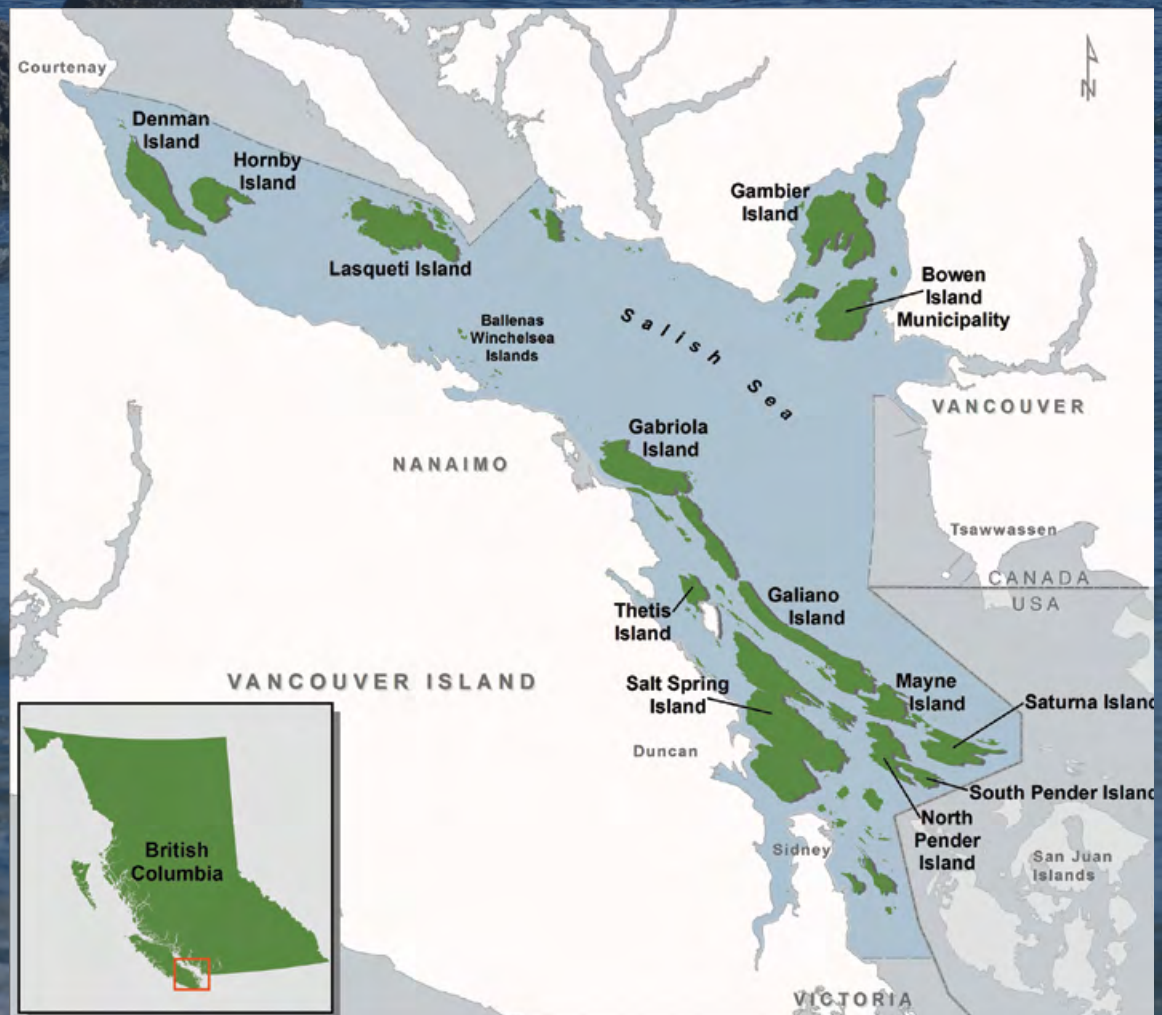 N
Courtenay
Denman
Island
Hornby
Island
Gambier
Island
Lasqueti Island
Bowen
Island
Municipality
Ballenas
Winchelsea
Islands
Salish Sea
VANCOUVER
Gabriola
Island
NANAIMO
Tsawwassen
CANADA
USA
Thetis
Island
Galiano
Island
VANCOUVER ISLAND
Salt Spring
Island
Mayne
Island
Saturna Island
Duncan
South Pender Island
North
Pender
Island
Sidney
San Juan
Islands
British
Columbia
VICTORIA